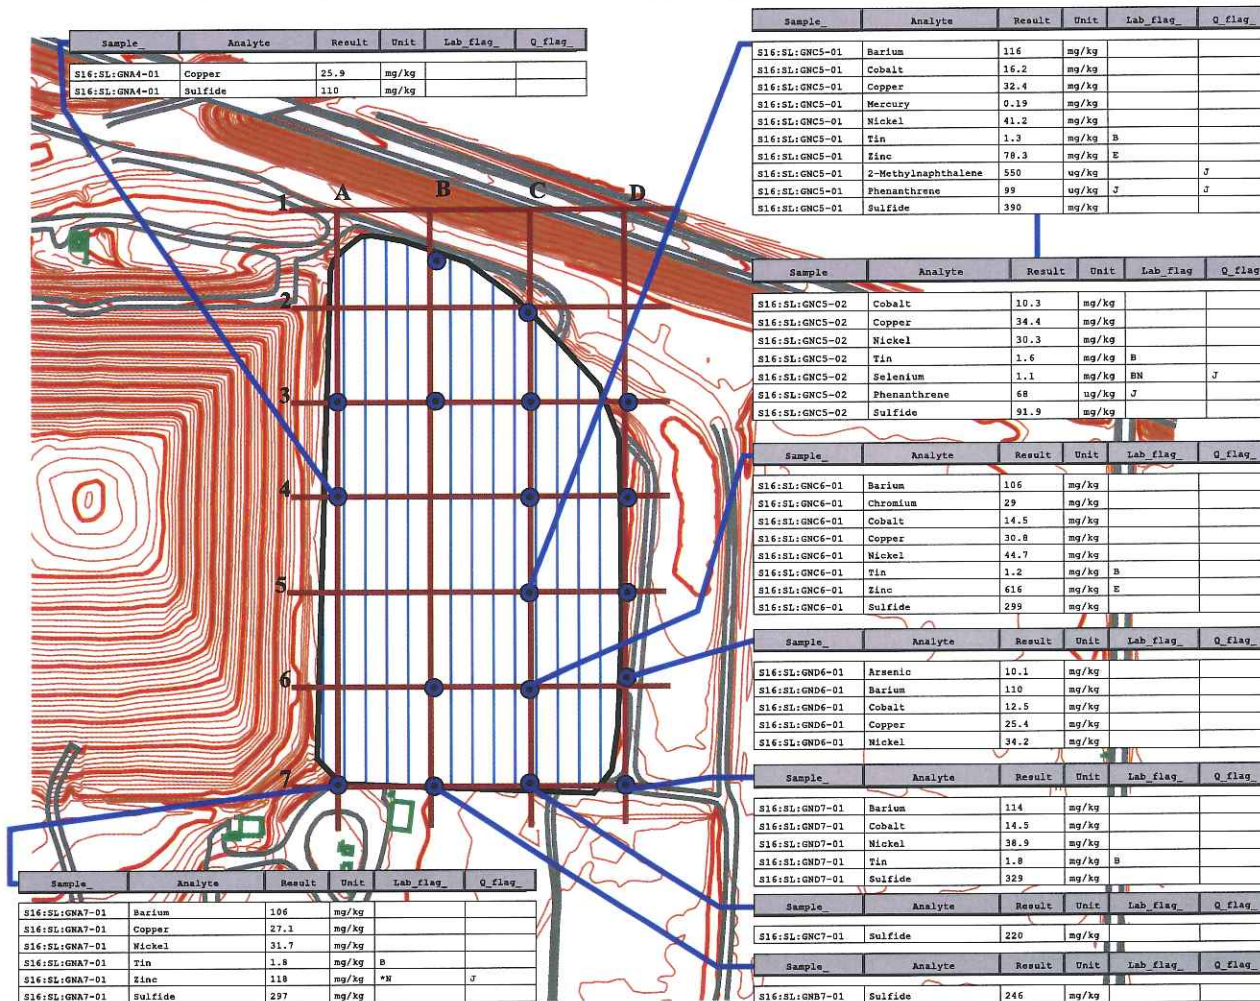 Sample_ Analyte Result Unit Lab_flag_ Q_flag_
S16:SL:GNA4-01 Copper 25.9 mg/kg
S16:SL:GNA4-01 Sulfide 110 mg/kg
Sample_ Analyte Result Unit Lab_flag_ Q_flag_
S16:SL:GNC5-01 Barium 116 mg/kg
S16:SL:GNC5-01 Cobalt 16.2 mg/kg
S16:SL:GNC5-01 Copper 32.4 mg/kg
S16:SL:GNC5-01 Mercury 0.19 mg/kg
S16:SL:GNC5-01 Nickel 41.2 mg/kg
S16:SL:GNC5-01 Tin 1.3 mg/kg B
S16:SL:GNC5-01 Zinc 78.3 mg/kg E
S16:SL:GNC5-01 2-Methylnaphthalene 550 ug/kg J
S16:SL:GNC5-01 Phenanthrene 99 ug/kg J J
S16:SL:GNC5-01 Sulfide 390 mg/kg
A B C D
1
2
3
4
5
6
7
Sample Analyte Result Unit Lab_flag Q_flag
S16:SL:GNC5-02 Cobalt 10.3 mg/kg
S16:SL:GNC5-02 Copper 34.4 mg/kg
S16:SL:GNC5-02 Nickel 30.3 mg/kg
S16:SL:GNC5-02 Tin 1.6 mg/kg B
S16:SL:GNC5-02 Selenium 1.1 mg/kg BN J
S16:SL:GNC5-02 Phenanthrene 68 ug/kg J
S16:SL:GNC5-02 Sulfide 91.9 mg/kg
Sample_ Analyte Result Unit Lab_flag_ Q_flag_
S16:SL:GNC6-01 Barium 106 mg/kg
S16:SL:GNC6-01 Chromium 29 mg/kg
S16:SL:GNC6-01 Cobalt 14.5 mg/kg
S16:SL:GNC6-01 Copper 30.8 mg/kg
S16:SL:GNC6-01 Nickel 44.7 mg/kg
S16:SL:GNC6-01 Tin 1.2 mg/kg B
S16:SL:GNC6-01 Zinc 616 mg/kg E
S16:SL:GNC6-01 Sulfide 299 mg/kg
Sample_ Analyte Result Unit Lab_flag_ Q_flag_
S16:SL:GND6-01 Arsenic 10.1 mg/kg
S16:SL:GND6-01 Barium 110 mg/kg
S16:SL:GND6-01 Cobalt 12.5 mg/kg
S16:SL:GND6-01 Copper 25.4 mg/kg
S16:SL:GND6-01 Nickel 34.2 mg/kg
Sample_ Analyte Result Unit Lab_flag_ Q_flag_
S16:SL:GND7-01 Barium 114 mg/kg
S16:SL:GND7-01 Cobalt 14.5 mg/kg
S16:SL:GND7-01 Nickel 38.9 mg/kg
S16:SL:GND7-01 Tin 1.8 mg/kg B
S16:SL:GND7-01 Sulfide 329 mg/kg
Sample_ Analyte Result Unit Lab_flag_ Q_flag_
S16:SL:GNC7-01 Sulfide 220 mg/kg
Sample_ Analyte Result Unit Lab_flag_ Q_flag_
S16:SL:GNB7-01 Sulfide 246 mg/kg
Sample_ Analyte Result Unit Lab_flag_ Q_flag_
S16:SL:GNA7-01 Barium 106 mg/kg
S16:SL:GNA7-01 Copper 27.1 mg/kg
S16:SL:GNA7-01 Nickel 31.7 mg/kg
S16:SL:GNA7-01 Tin 1.8 mg/kg B
S16:SL:GNA7-01 Zinc 118 mg/kg *N J
S16:SL:GNA7-01 Sulfide 297 mg/kg